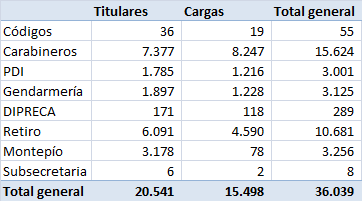 Titulares Cargas Total general
Códigos 36 19 55
Carabineros 7.377 8.247 15.624
PDI 1.785 1.216 3.001
Gendarmería 1.897 1.228 3.125
DIPRECA 171 118 289
Retiro 6.091 4.590 10.681
Montepío 3.178 78 3.256
Subsecretaria 6 2 8
Total general 20.541 15.498 36.039